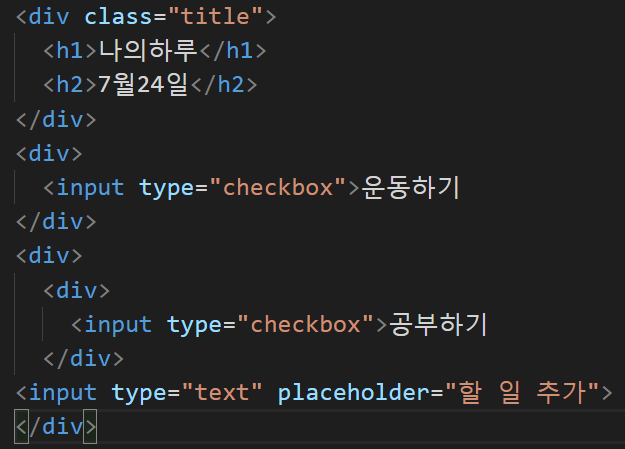 <div class="title">
<h1>나의하루</h1>
<h2>7월24일</h2>
</div>
<div>
<input type="checkbox">운동하기
</div>
<div>
<div>
<input type="checkbox">공부하기
</div>
<input type="text" placeholder="할 일 추가">
</div>